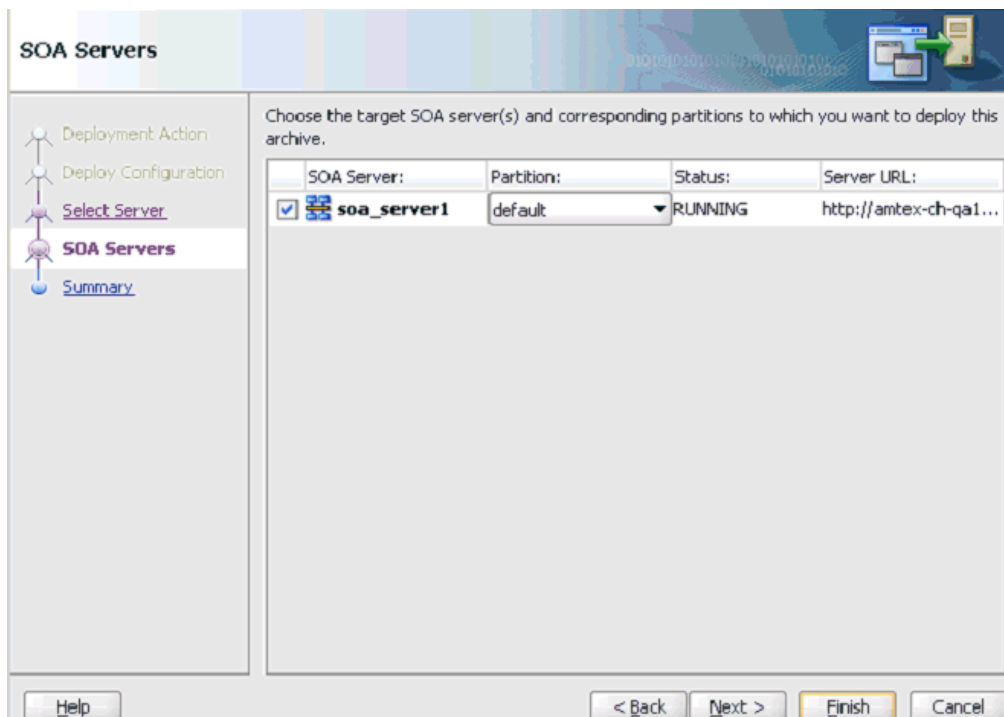 SOA Servers
Deployment Action
Deploy Configuration
Select Server
SOA Servers
Summary
Choose the target SOA server(s) and corresponding partitions to which you want to deploy this
archive.
SOA Server: Partition: Status: Server URL:
soa_server1 default RUNNING http://amtex-ch-qa1...
Help < Back Next > Finish Cancel